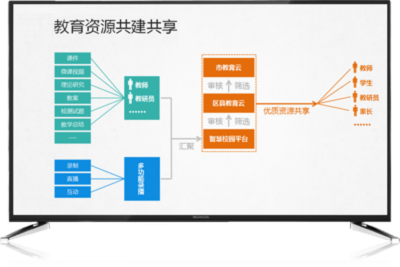 教育资源共建共享
课件
微课视频
理论研究
教案
检测试题
教学总结
......
教师
教研员
......
录制
直播
互动
多功能录播
汇聚
市教育云
审核 筛选
区县教育云
审核 筛选
智慧校园平台
优质资源共享
教师
学生
教研员
家长
......